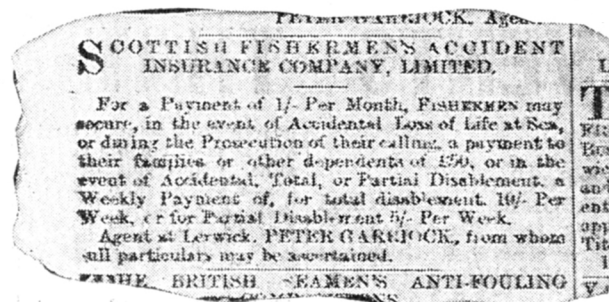 PETER GARRIOCK, Agent
SCOTTISH FISHERMEN'S ACCIDENT
INSURANCE COMPANY, LIMITED.
For a Payment of 1/- Per Month, FISHERMEN may
secure, in the event of Accidental Loss of Life at Sea,
or during the Prosecution of their calling, a payment to
their families or other dependents of £50, or in the
event of Accidental, Total, or Partial Disablement, a
Weekly Payment of, for total disablement, 10/- Per
Week, or for Partial Disablement 5/- Per Week.
Agent at Lerwick, PETER GARRIOCK, from whom
full particulars may be ascertained.
THE BRITISH SEAMEN'S ANTI-FOULING